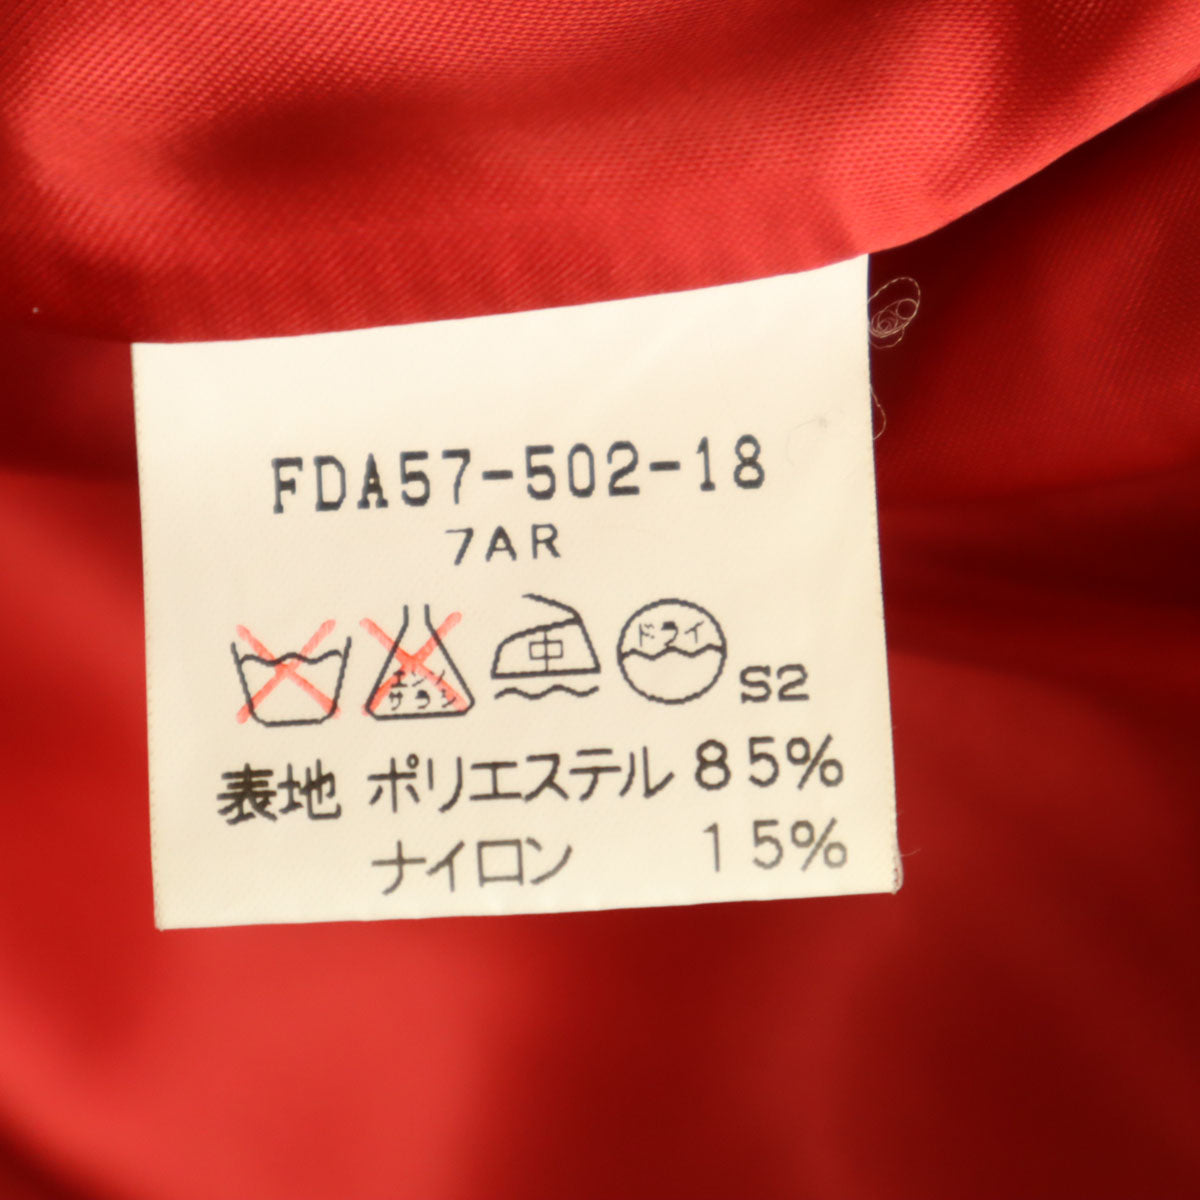 FDA57-502-18
7AR
エンソ サラシ 中 ドライ S2
表地 ポリエステル 85%
ナイロン 15%